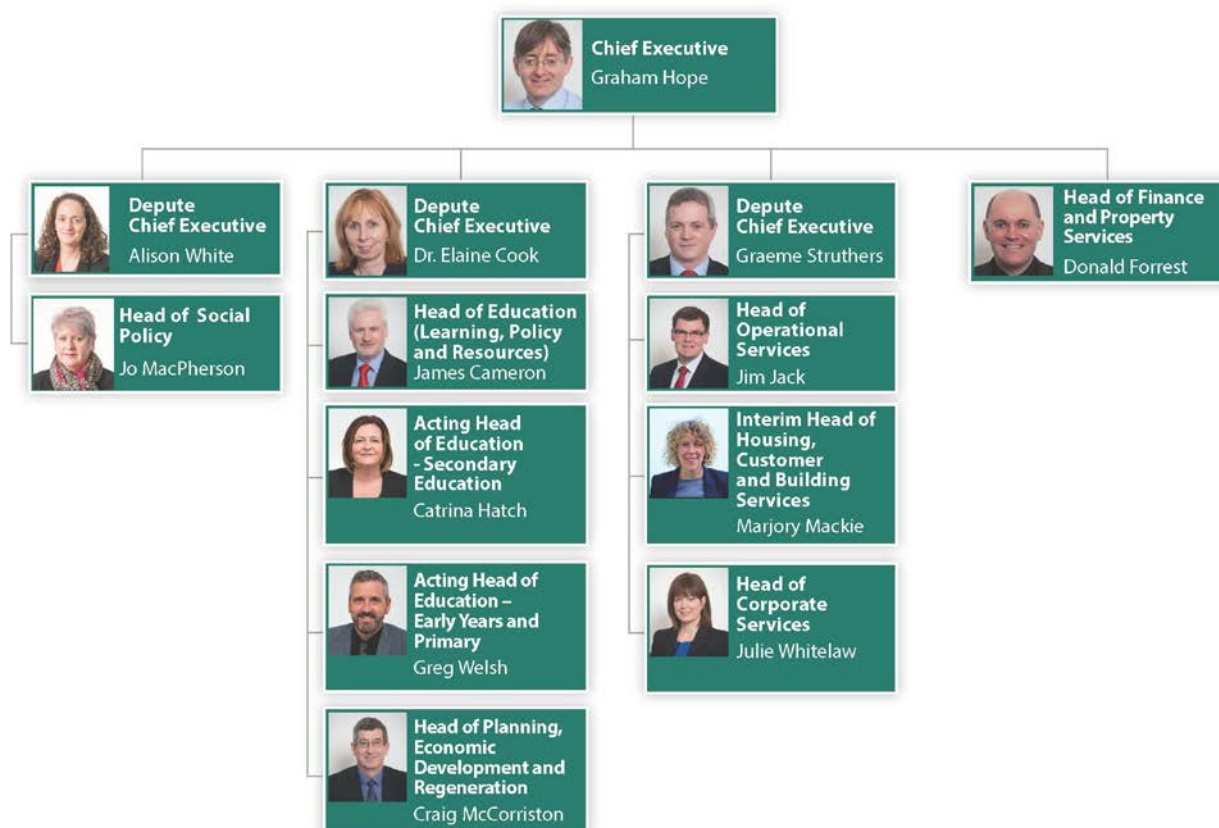 Chief Executive
Graham Hope
Depute
Chief Executive
Alison White
Head of Social
Policy
Jo MacPherson
Depute
Chief Executive
Dr. Elaine Cook
Head of Education
(Learning, Policy
and Resources)
James Cameron
Acting Head
of Education
- Secondary
Education
Catrina Hatch
Acting Head of
Education –
Early Years and
Primary
Greg Welsh
Head of Planning,
Economic
Development and
Regeneration
Craig McCorriston
Depute
Chief Executive
Graeme Struthers
Head of
Operational
Services
Jim Jack
Interim Head of
Housing,
Customer
and Building
Services
Marjory Mackie
Head of
Corporate
Services
Julie Whitelaw
Head of Finance
and Property
Services
Donald Forrest